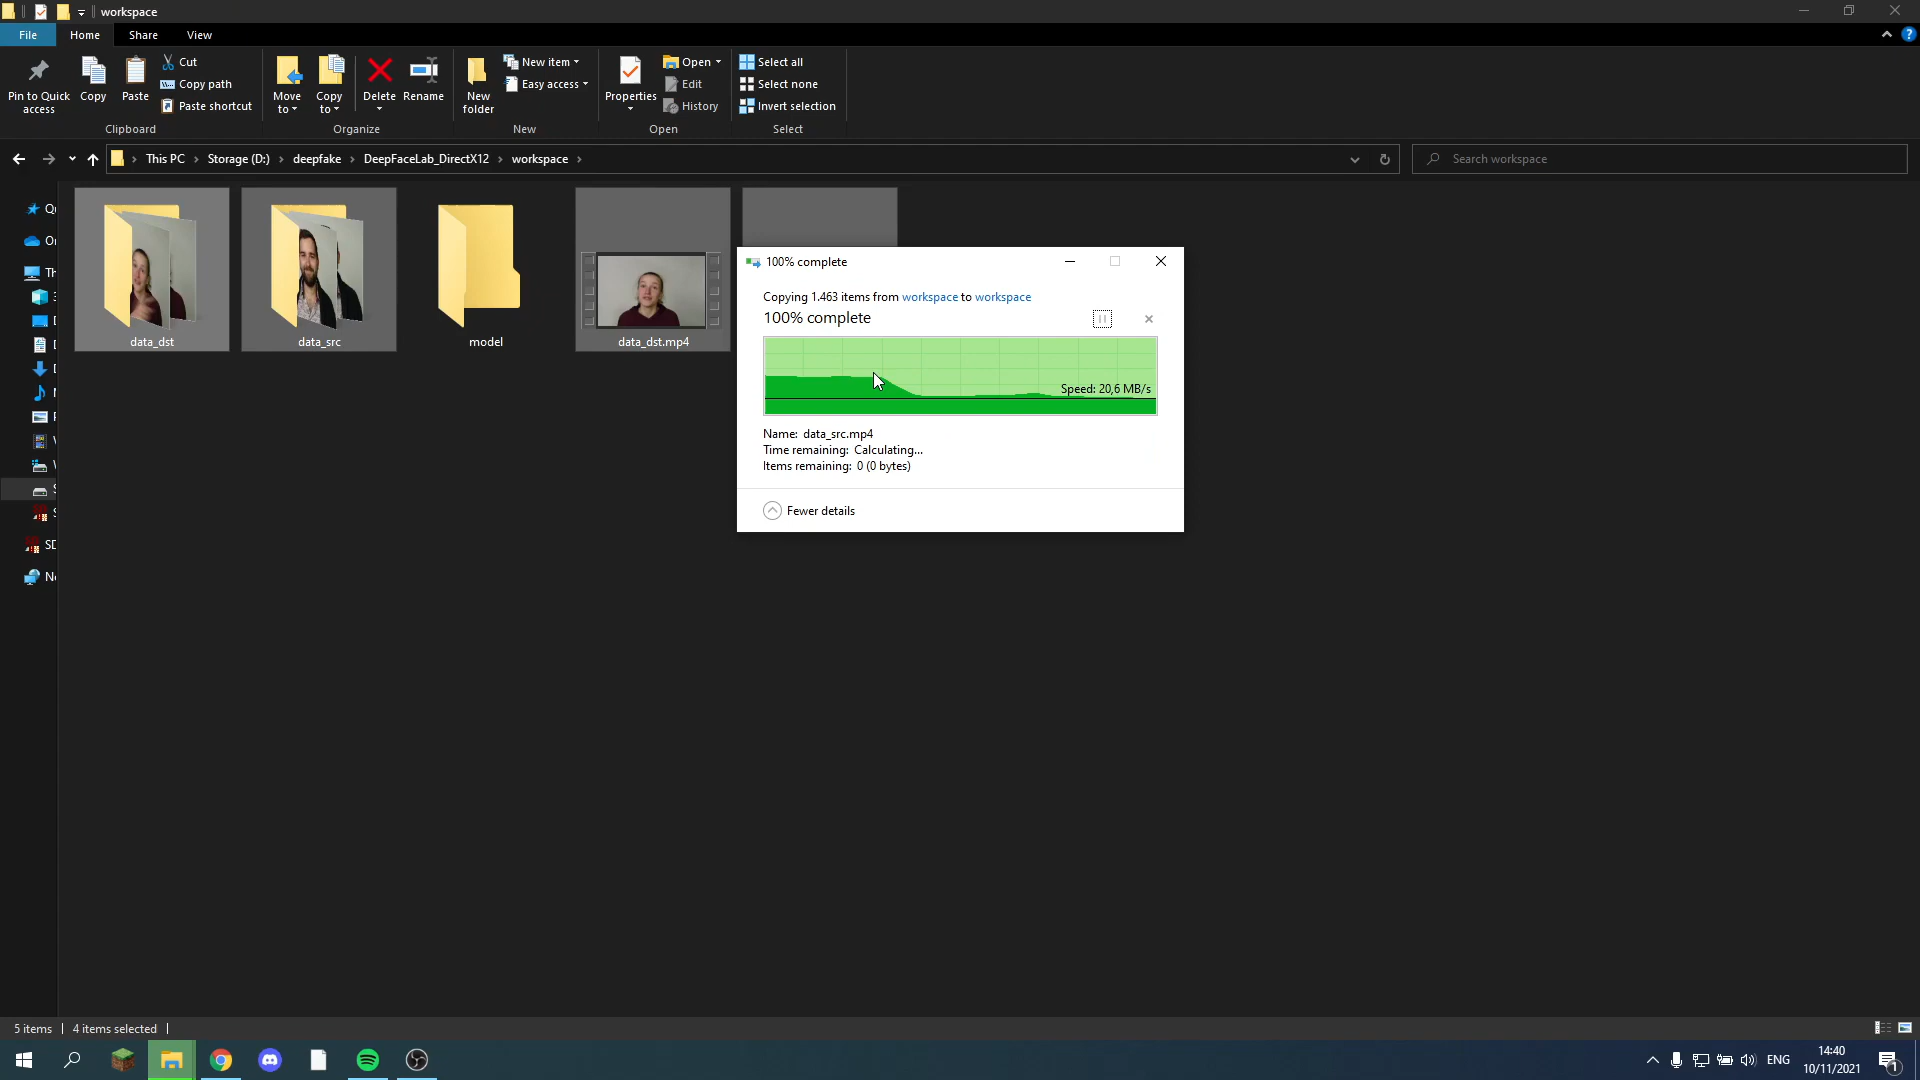 workspace
File
Home
Share
View
Pin to Quick access
Copy
Paste
Cut
Copy path
Paste shortcut
Clipboard
Move to
Copy to
Delete
Rename
Organize
New folder
New item
Easy access
New
Properties
Open
Edit
History
Open
Select all
Select none
Invert selection
Select
This PC
Storage (D:)
deepfake
DeepFaceLab_DirectX12
workspace
Search workspace
data_dst
data_src
model
data_dst.mp4
100% complete
Copying 1.463 items from workspace to workspace
100% complete
Speed: 20,6 MB/s
Name: data_src.mp4
Time remaining: Calculating...
Items remaining: 0 (0 bytes)
Fewer details
5 items
4 items selected
ENG
14:40
10/11/2021
1